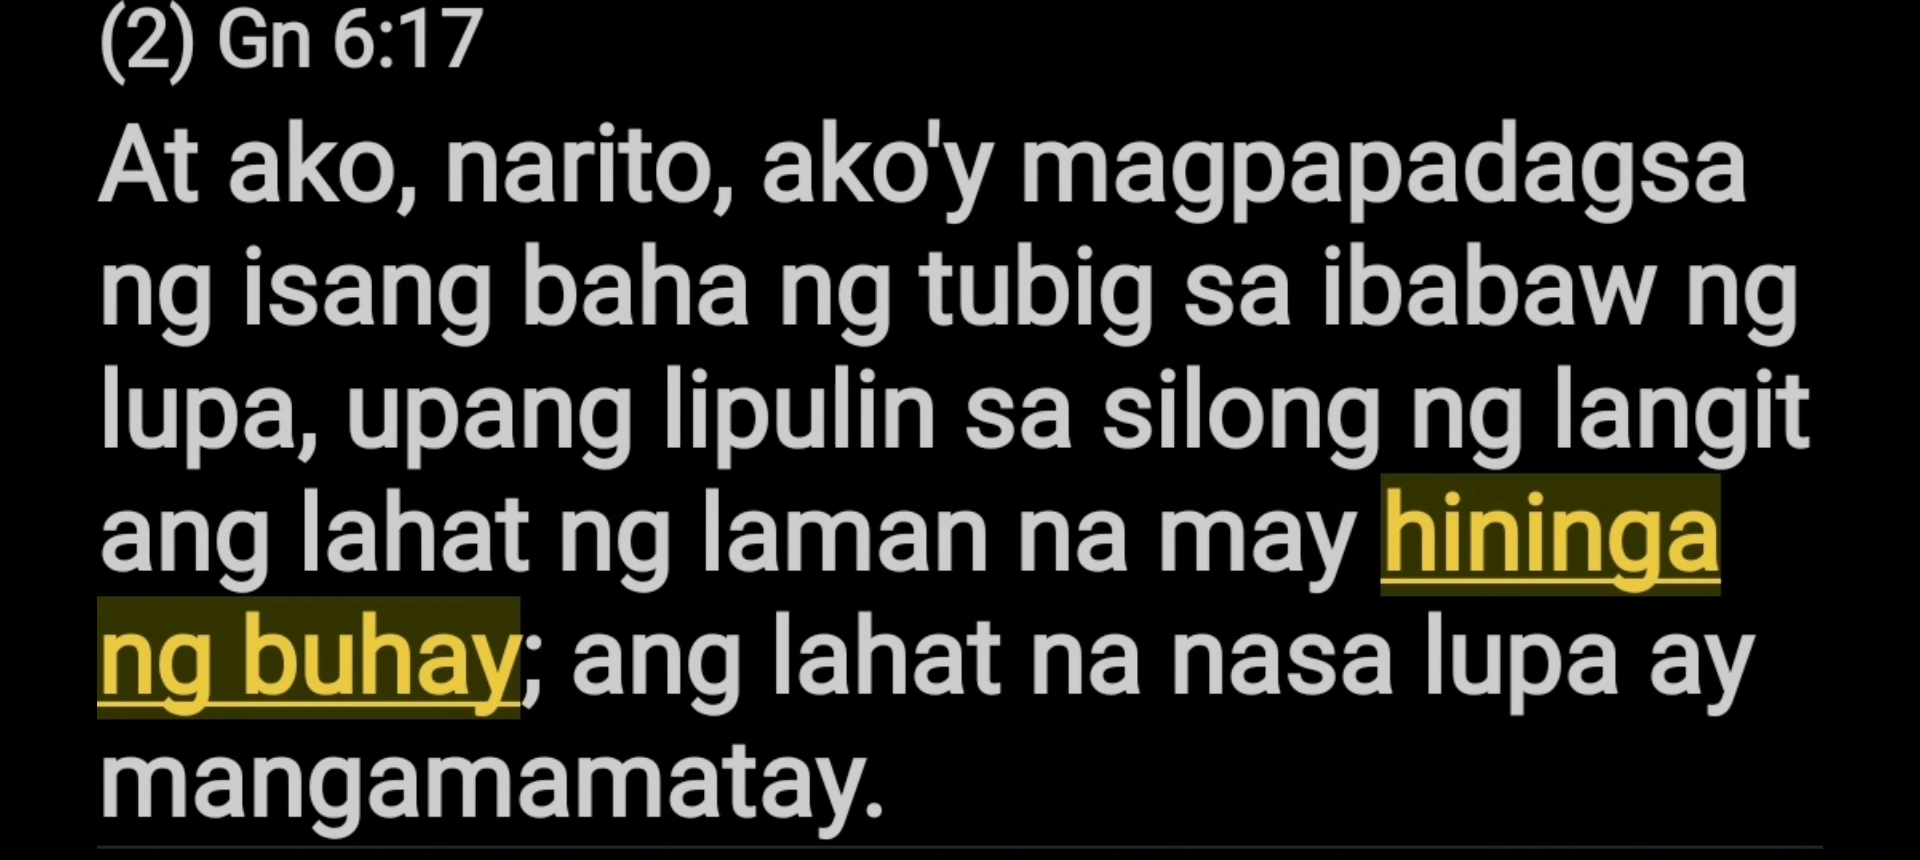 (2) Gn 6:17
At ako, narito, ako'y magpapadagsa
ng isang baha ng tubig sa ibabaw ng
lupa, upang lipulin sa silong ng langit
ang lahat ng laman na may hininga
ng buhay; ang lahat na nasa lupa ay
mangamamatay.